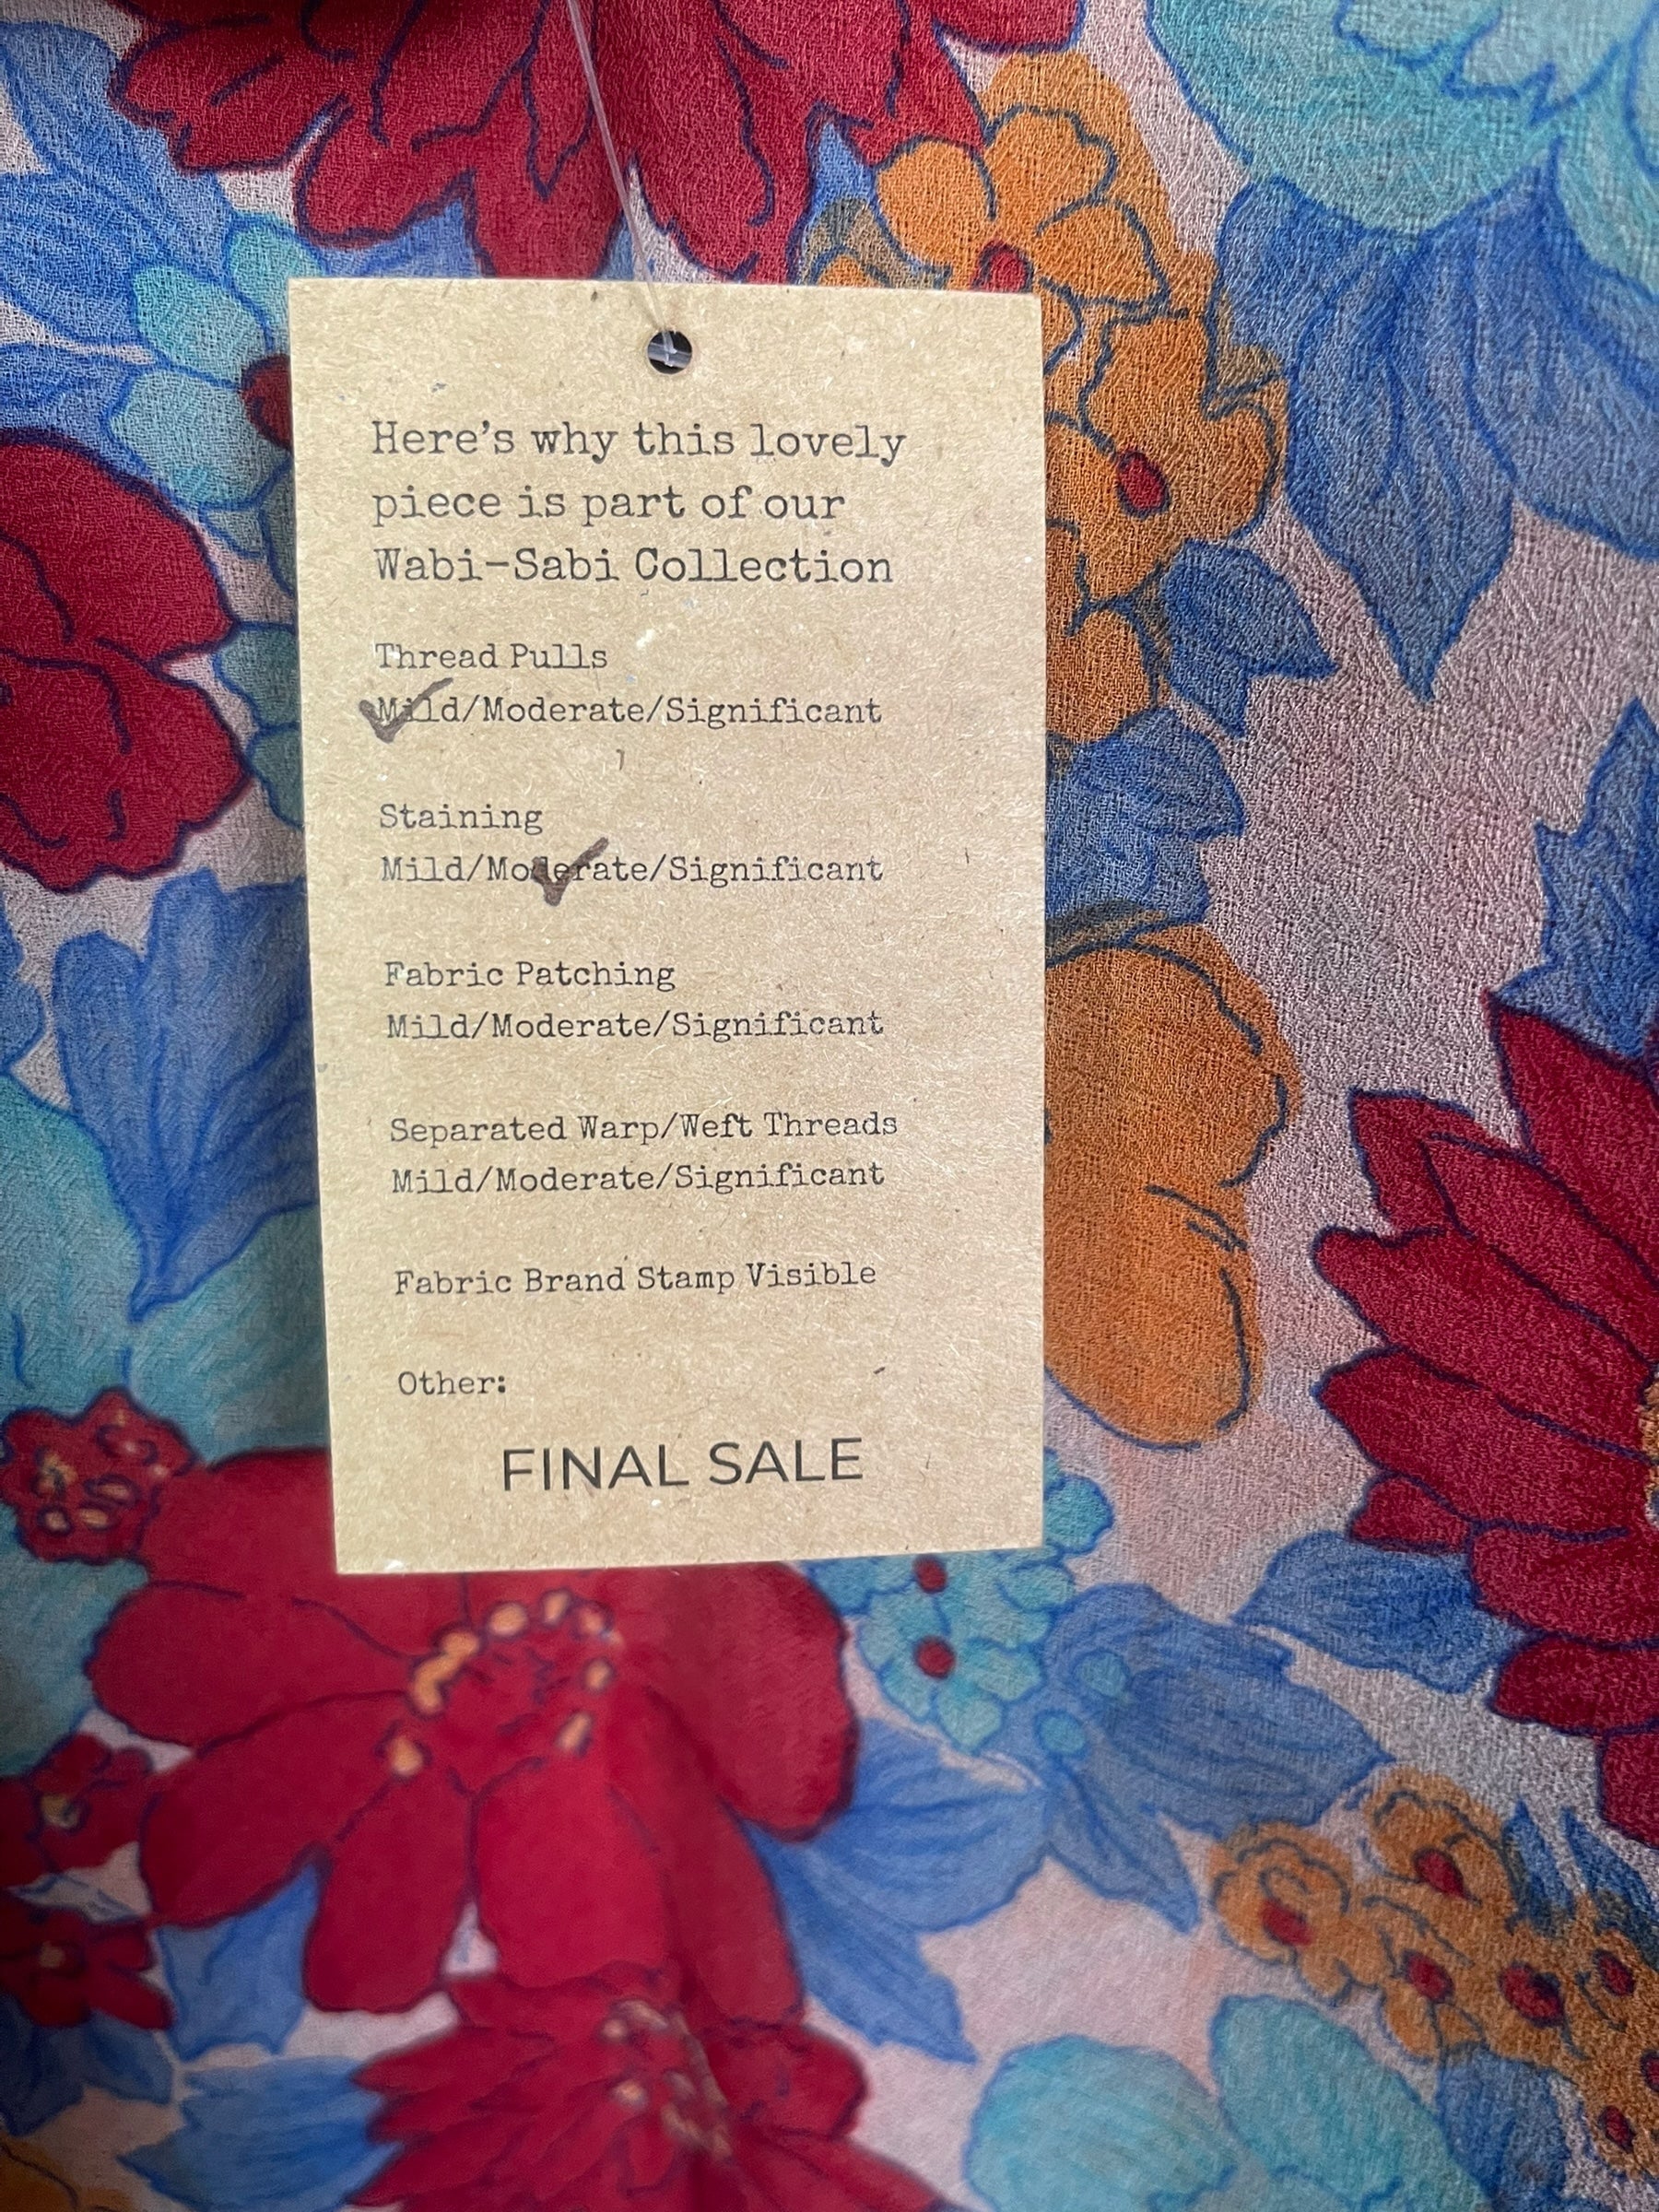 Here's why this lovely
piece is part of our
Wabi-Sabi Collection
Thread Pulls
Mild/Moderate/Significant
Staining
Mild/Moderate/Significant
Fabric Patching
Mild/Moderate/Significant
Separated Warp/Weft Threads
Mild/Moderate/Significant
Fabric Brand Stamp Visible
Other:
FINAL SALE